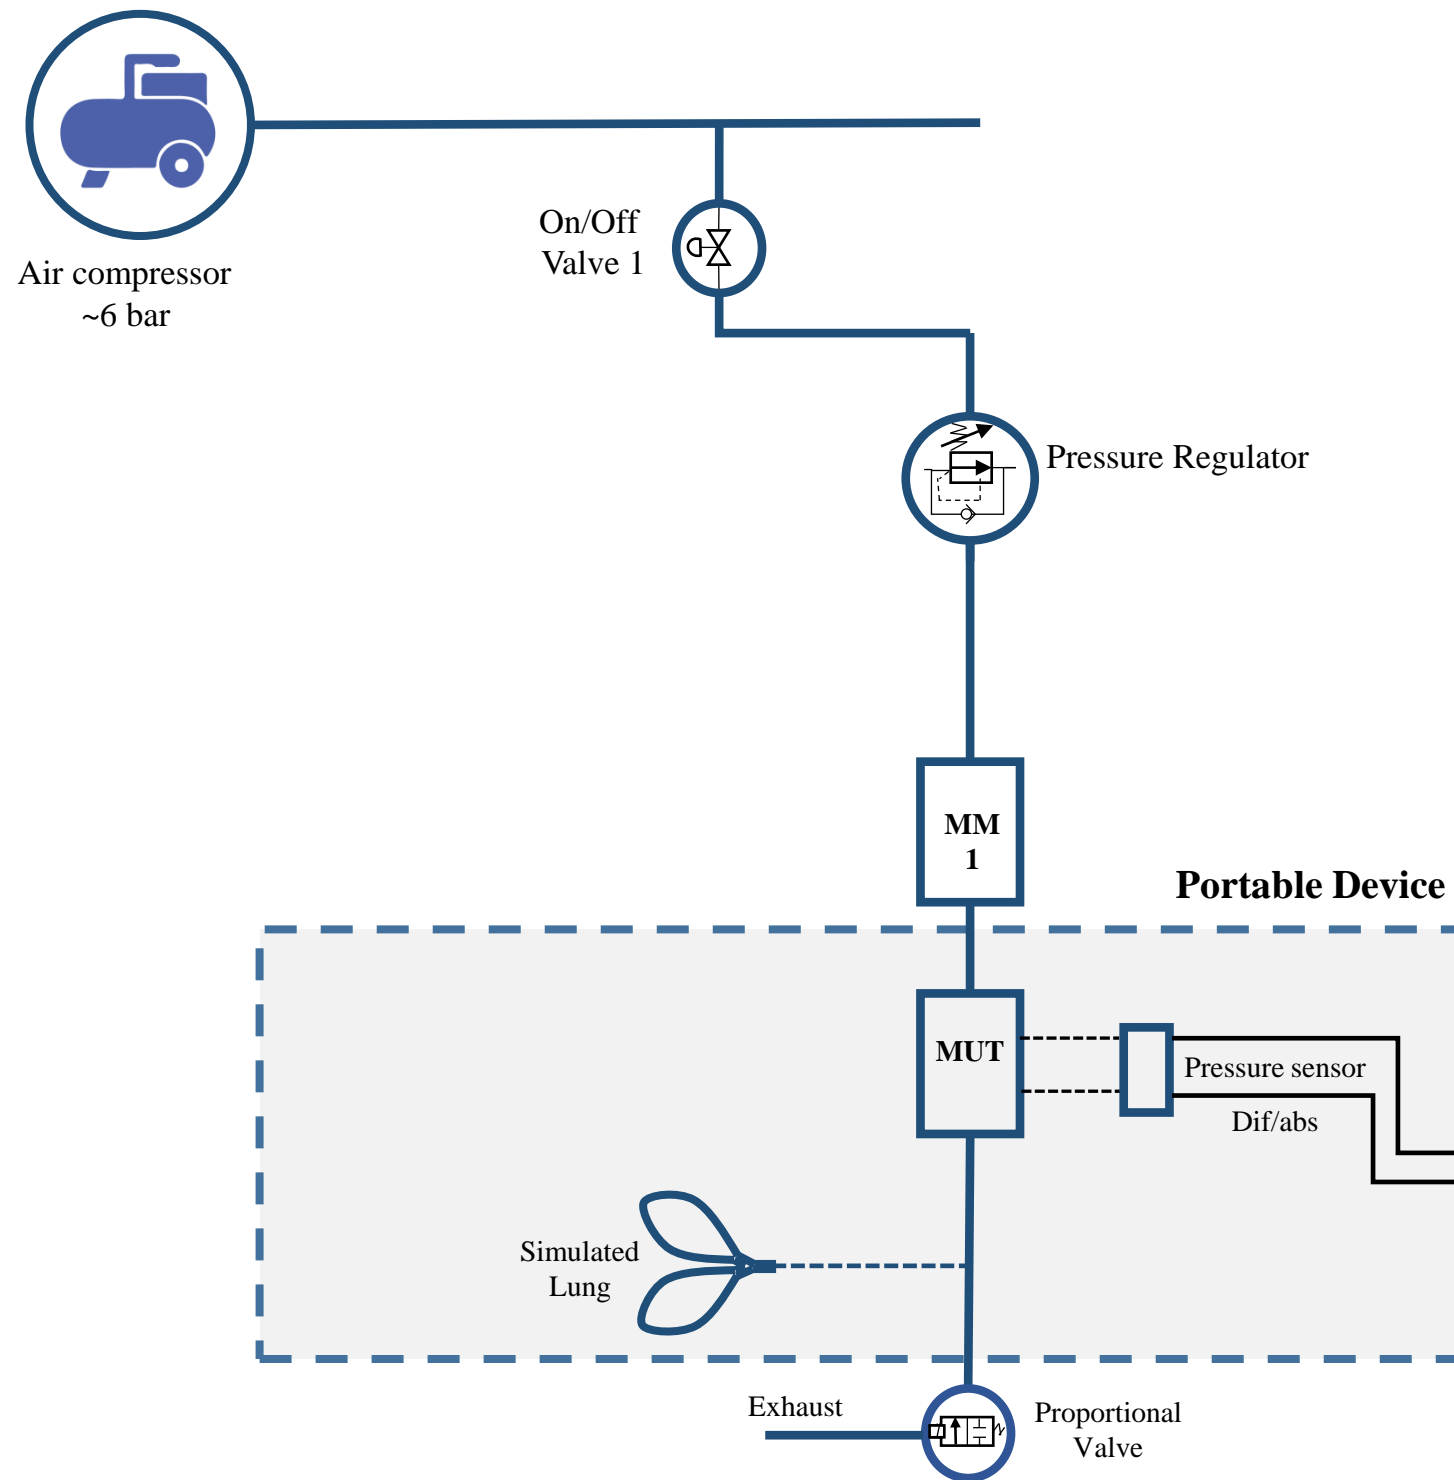 On/Off
Valve 1
Air compressor
~6 bar
Pressure Regulator
MM
1
Portable Device
MUT
Pressure sensor
Dif/abs
Simulated
Lung
Exhaust
Proportional
Valve